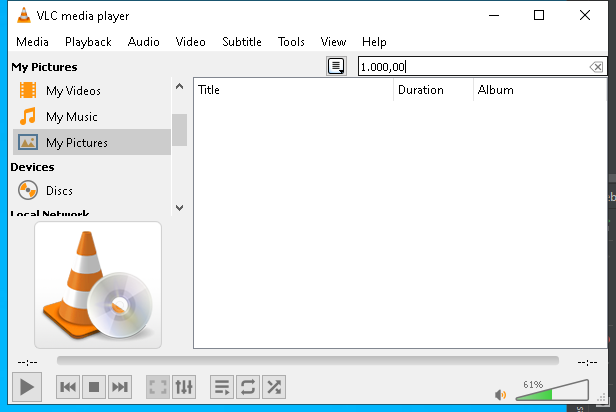 VLC media player
Media Playback Audio Video Subtitle Tools View Help
My Pictures
1.000,00
My Videos
My Music
My Pictures
Devices
Discs
Local Network
Title Duration Album
--:-- --:--
61%